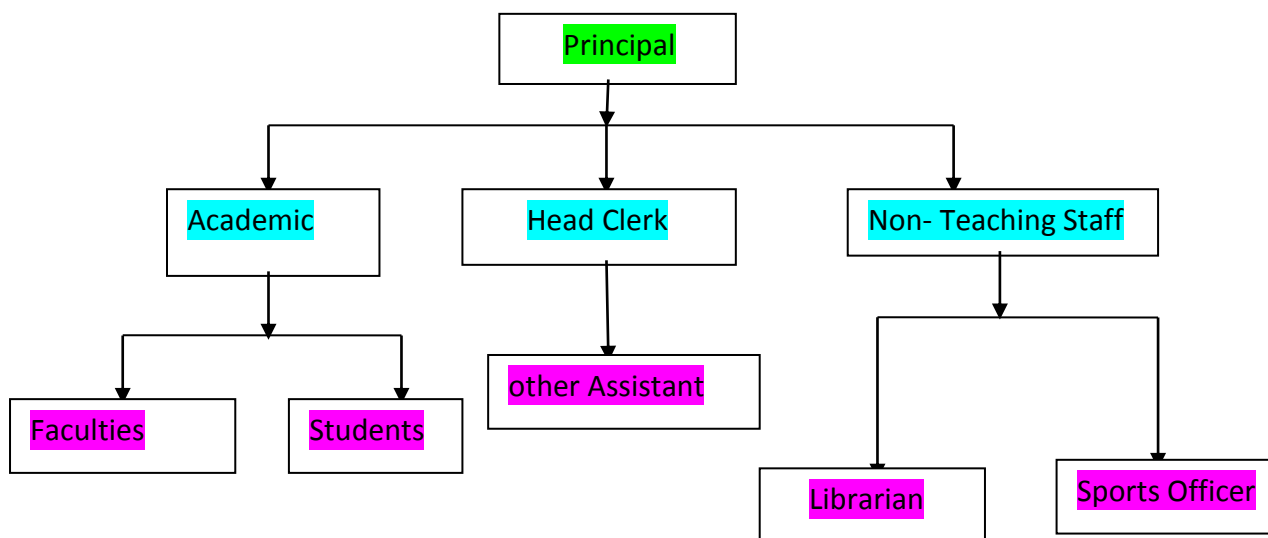 Principal
Academic
Head Clerk
Non- Teaching Staff
Faculties
Students
other Assistant
Librarian
Sports Officer